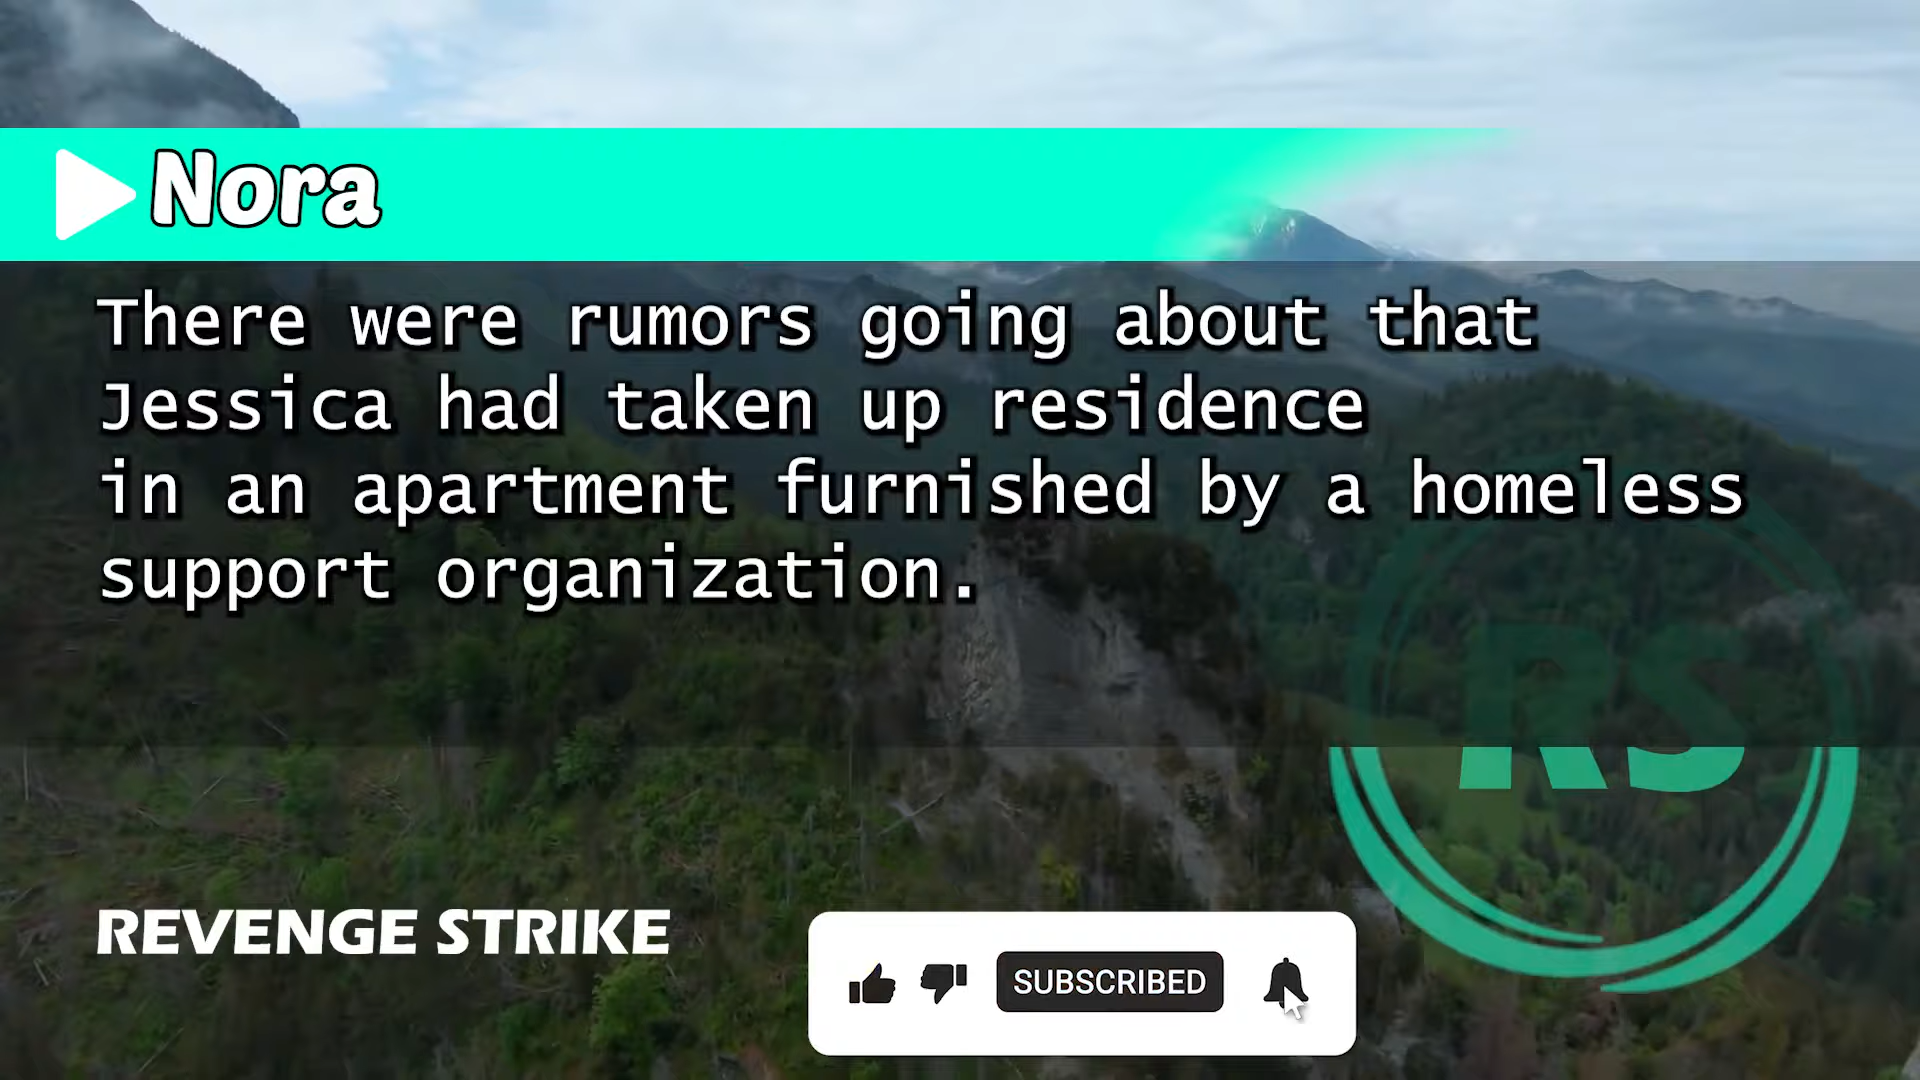 Nora
There were rumors going about that
Jessica had taken up residence
in an apartment furnished by a homeless
support organization.
RS
REVENGE STRIKE
SUBSCRIBED